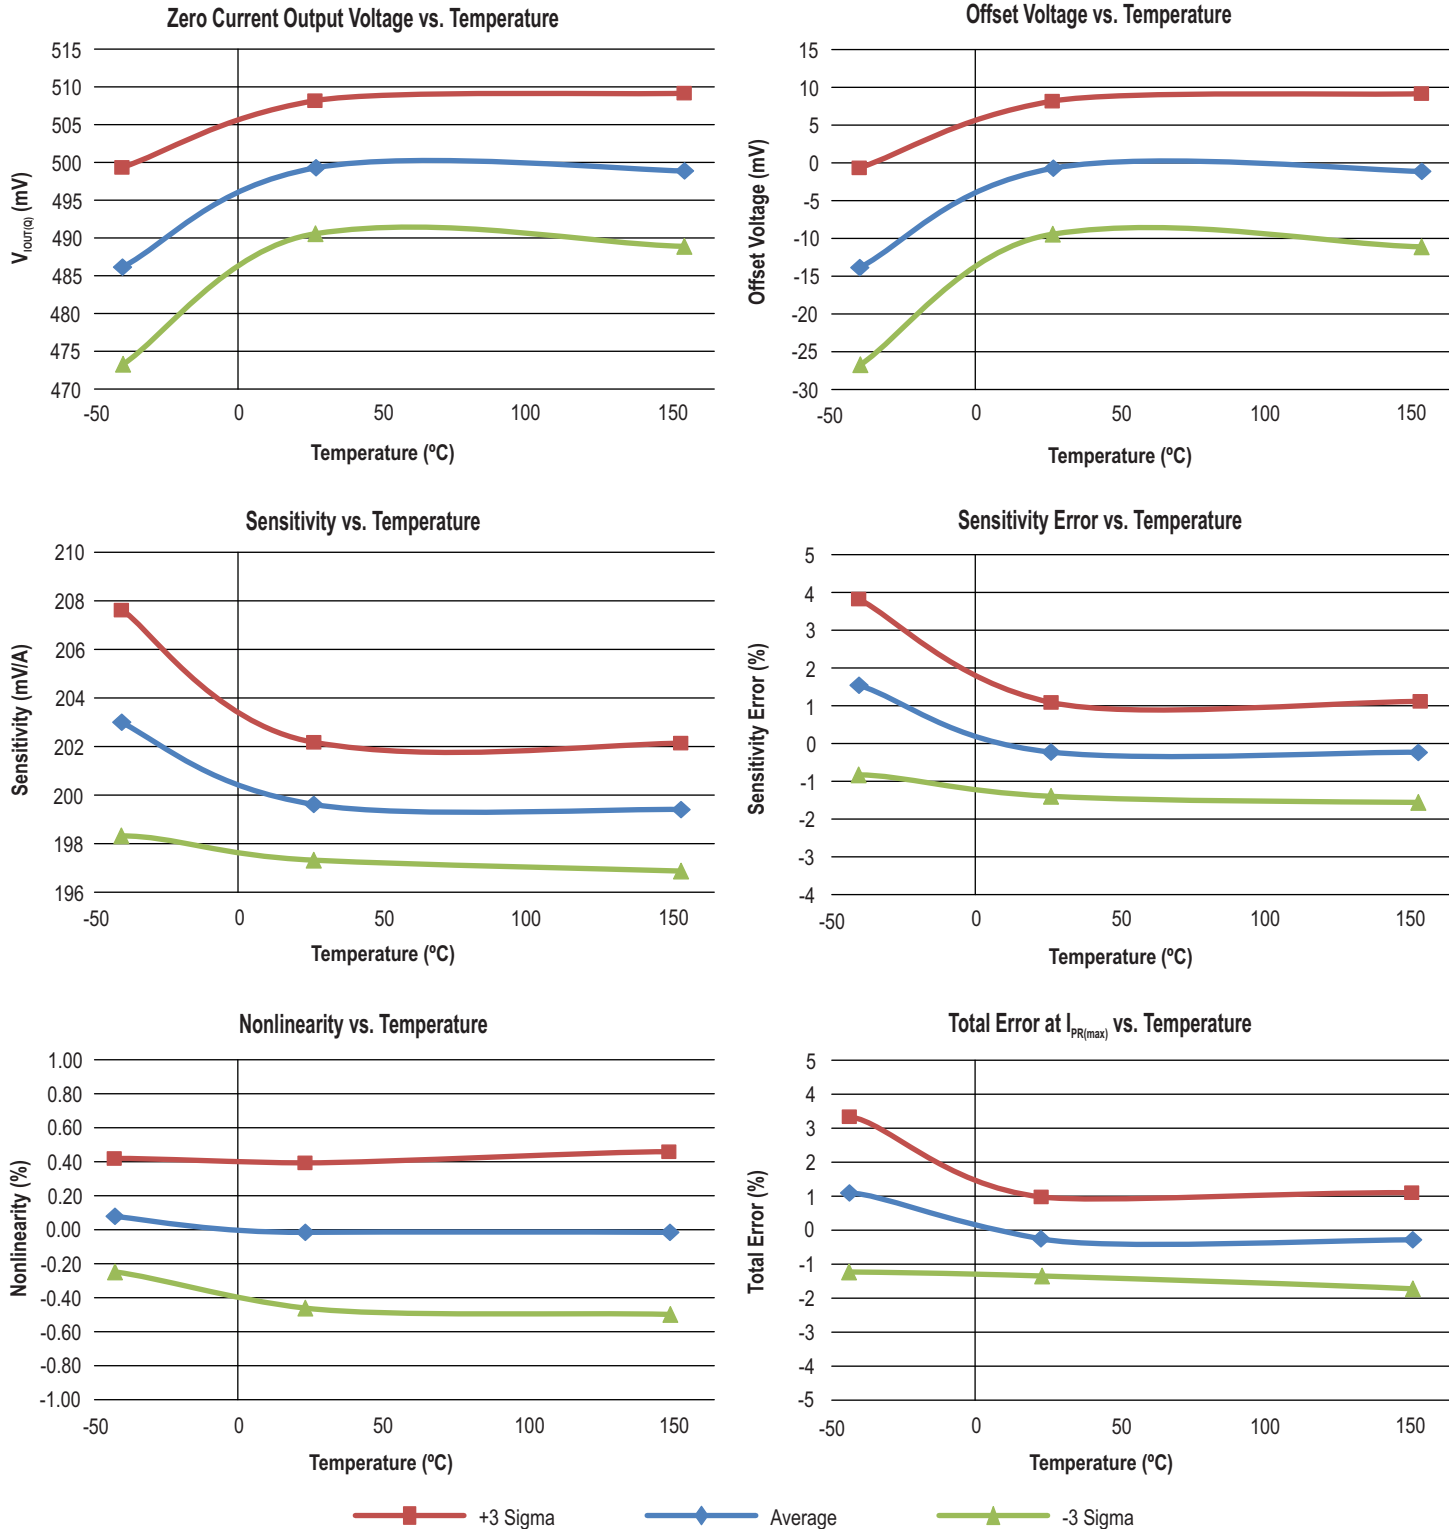 Zero Current Output Voltage vs. Temperature
515
510
505
500
495
490
485
480
475
470
V_IOUT(Q) (mV)
-50 0 50 100 150
Temperature (ºC)
Offset Voltage vs. Temperature
15
10
5
0
-5
-10
-15
-20
-25
-30
Offset Voltage (mV)
-50 0 50 100 150
Temperature (ºC)
Sensitivity vs. Temperature
210
208
206
204
202
200
198
196
Sensitivity (mV/A)
-50 0 50 100 150
Temperature (ºC)
Sensitivity Error vs. Temperature
5
4
3
2
1
0
-1
-2
-3
-4
Sensitivity Error (%)
-50 0 50 100 150
Temperature (ºC)
Nonlinearity vs. Temperature
1.00
0.80
0.60
0.40
0.20
0.00
-0.20
-0.40
-0.60
-0.80
-1.00
Nonlinearity (%)
-50 0 50 100 150
Temperature (ºC)
Total Error at I_PR(max) vs. Temperature
5
4
3
2
1
0
-1
-2
-3
-4
-5
Total Error (%)
-50 0 50 100 150
Temperature (ºC)
+3 Sigma Average -3 Sigma